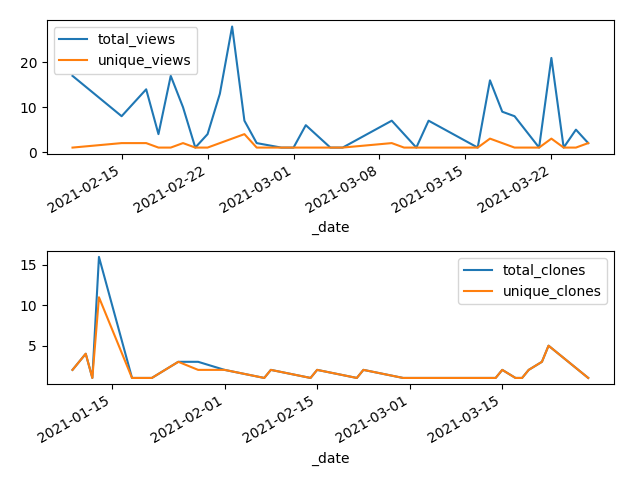 total_views
unique_views
20
10
0
2021-02-15
2021-02-22
2021-03-01
2021-03-08
2021-03-15
2021-03-22
_date
total_clones
unique_clones
15
10
5
2021-01-15
2021-02-01
2021-02-15
2021-03-01
2021-03-15
_date